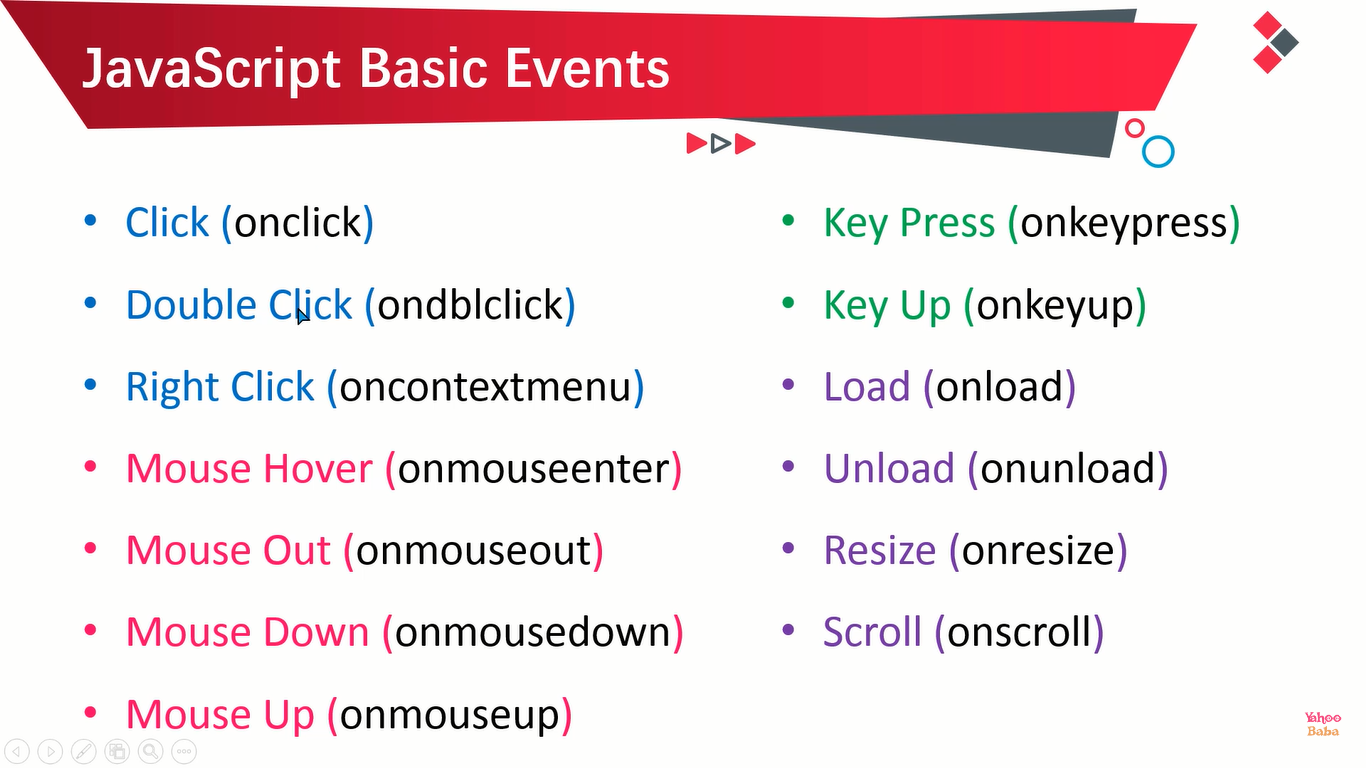 JavaScript Basic Events
• Click (onclick)
• Double Click (ondblclick)
• Right Click (oncontextmenu)
• Mouse Hover (onmouseenter)
• Mouse Out (onmouseout)
• Mouse Down (onmousedown)
• Mouse Up (onmouseup)
• Key Press (onkeypress)
• Key Up (onkeyup)
• Load (onload)
• Unload (onunload)
• Resize (onresize)
• Scroll (onscroll)
Yahoo
Baba